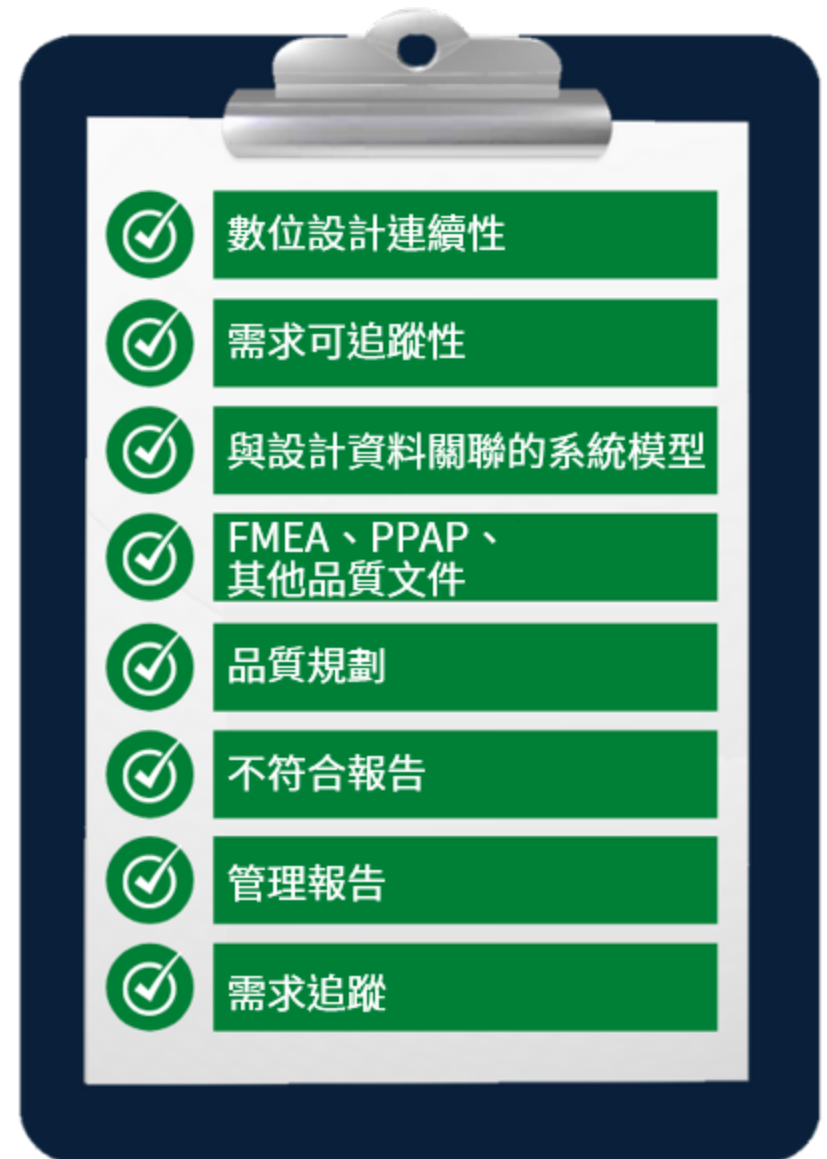 數位設計連續性
需求可追蹤性
與設計資料關聯的系統模型
FMEA、PPAP、
其他品質文件
品質規劃
不符合報告
管理報告
需求追蹤